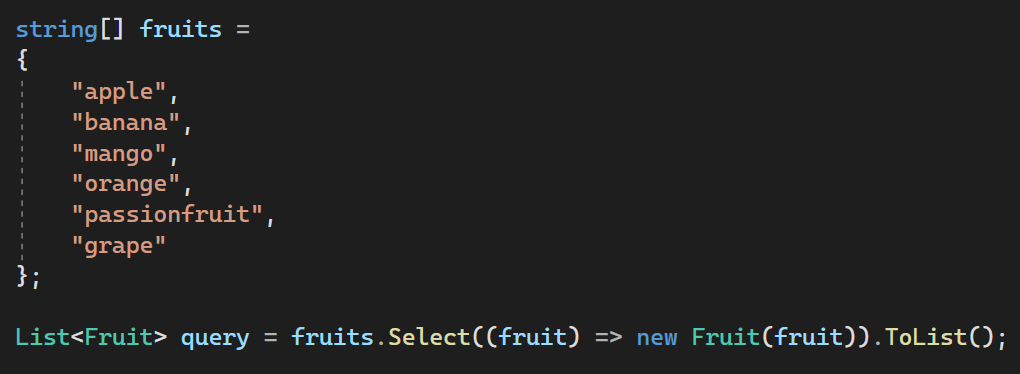 string[] fruits =
{
"apple",
"banana",
"mango",
"orange",
"passionfruit",
"grape"
};
List<Fruit> query = fruits.Select((fruit) => new Fruit(fruit)).ToList();